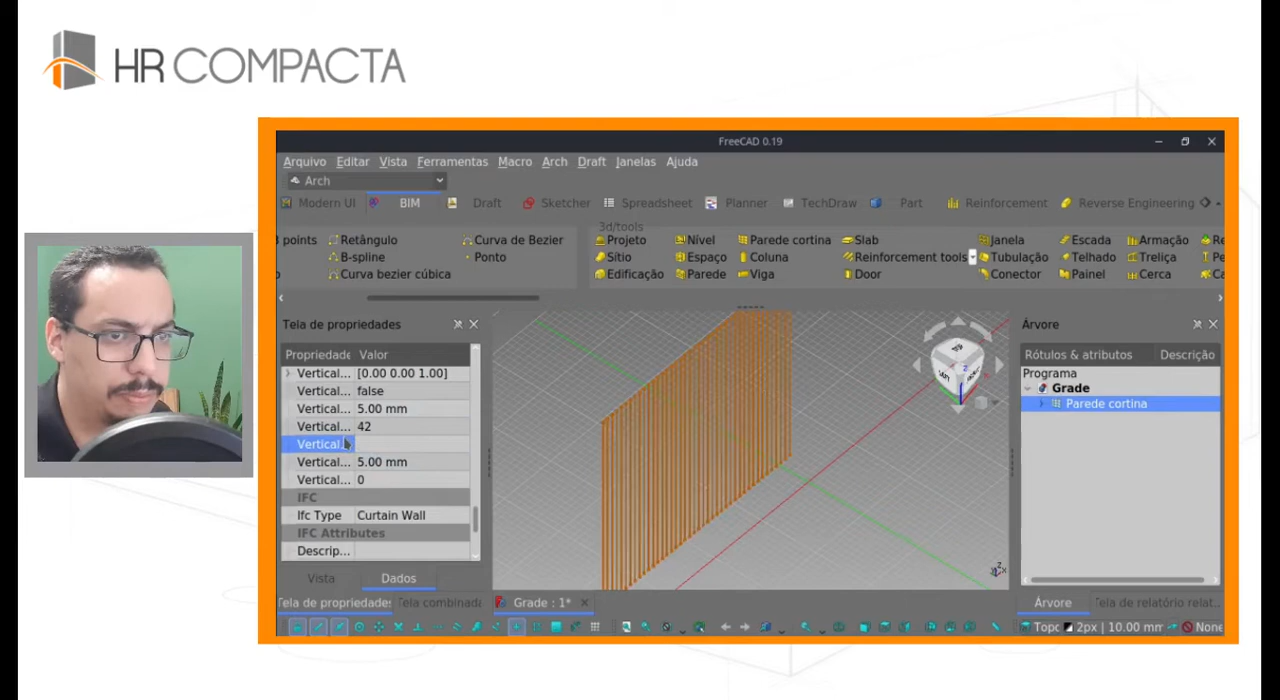 HR COMPACTA
FreeCAD 0.19
Arquivo Editar Vista Ferramentas Macro Arch Draft Janelas Ajuda
Arch
Modern UI BIM Draft Sketcher Spreadsheet Planner TechDraw Part Reinforcement Reverse Engineering
3d/tools
points Retângulo Curva de Bezier Projeto Nível Parede cortina Slab Janela Escada Armação
B-spline Ponto Sítio Espaço Coluna Reinforcement tools Tubulação Telhado Treliça
Curva bezier cúbica Edificação Parede Viga Door Conector Painel Cerca
Tela de propriedades
Propriedade Valor
Vertical... [0.00 0.00 1.00]
Vertical... false
Vertical... 5.00 mm
Vertical... 42
Vertical...
Vertical... 5.00 mm
Vertical... 0
IFC
Ifc Type Curtain Wall
IFC Attributes
Descrip...
Vista Dados
Tela de propriedades Tela combinada Grade : 1*
Árvore
Rótulos & atributos Descrição
Programa
Grade
Parede cortina
Árvore Tela de relatório relat...
Topo 2px | 10.00 mm None